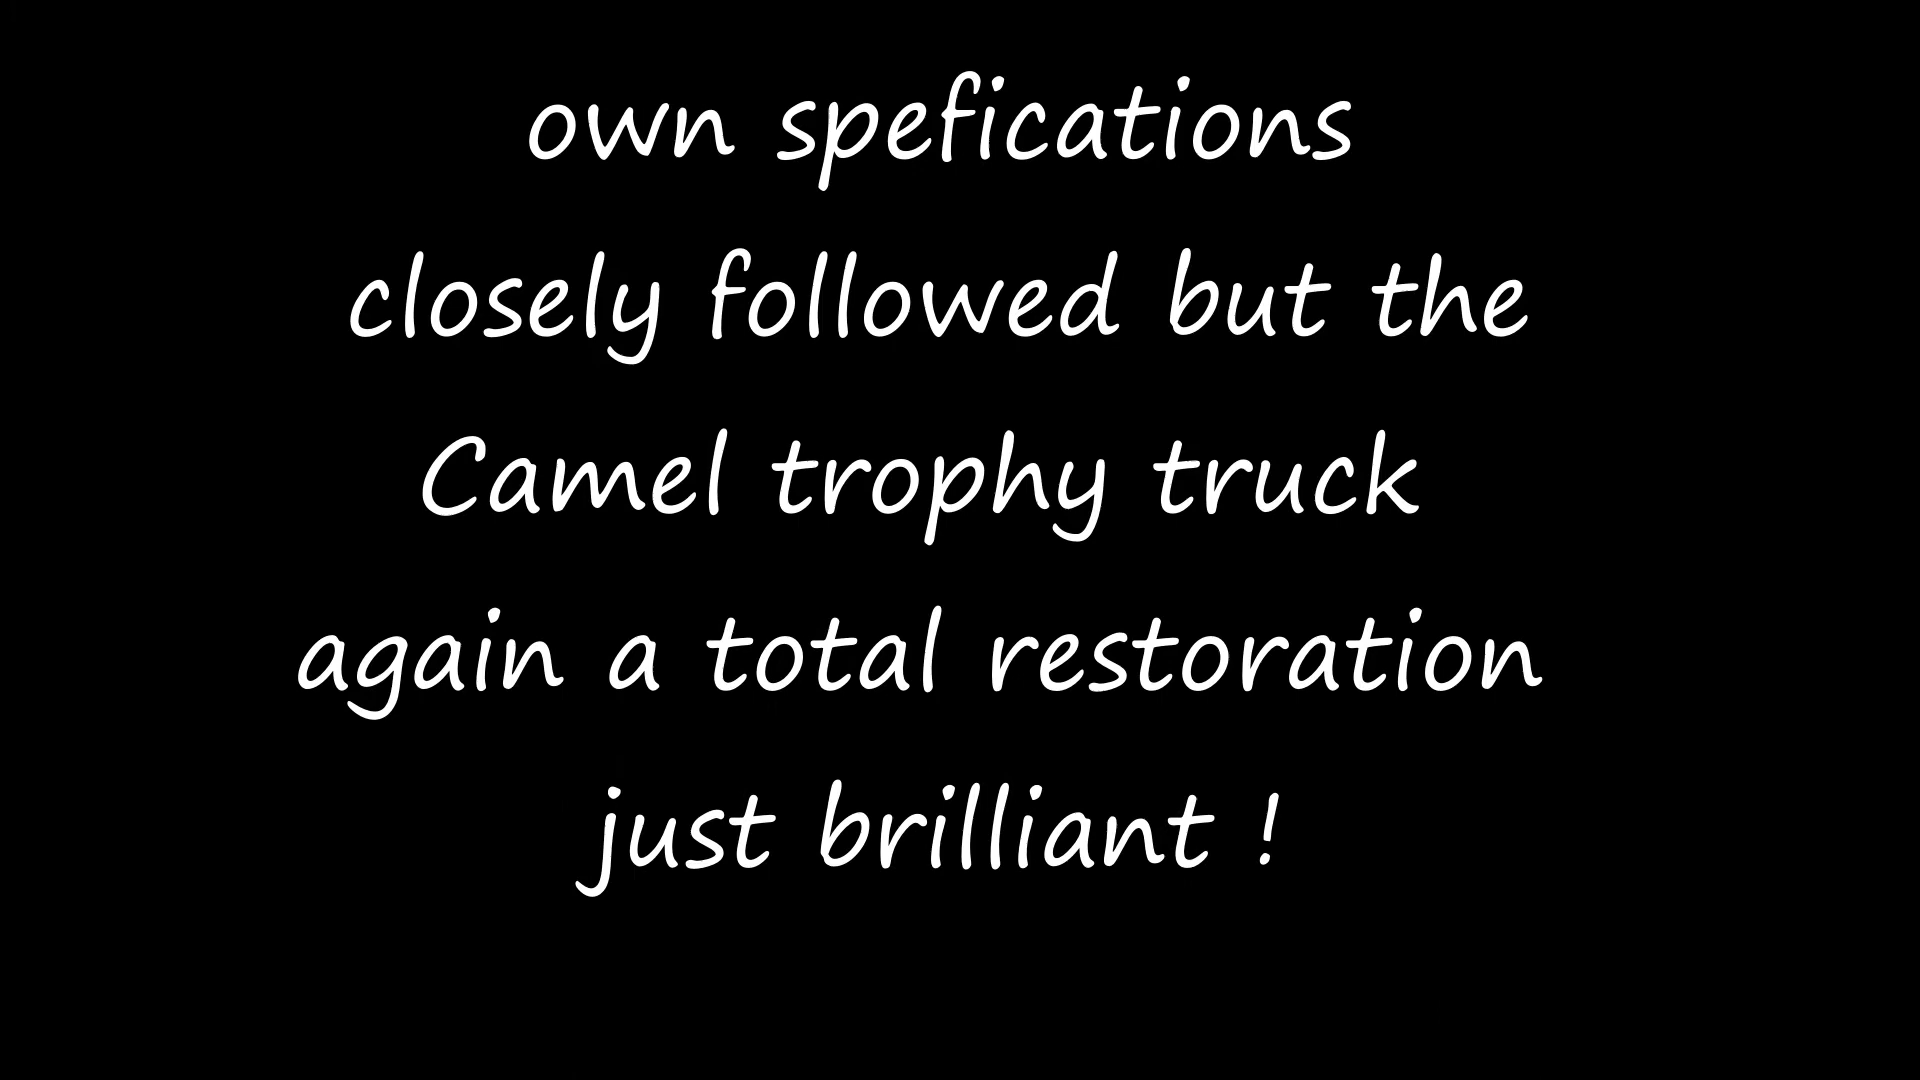 own spefications
closely followed but the
Camel trophy truck
again a total restoration
just brilliant !